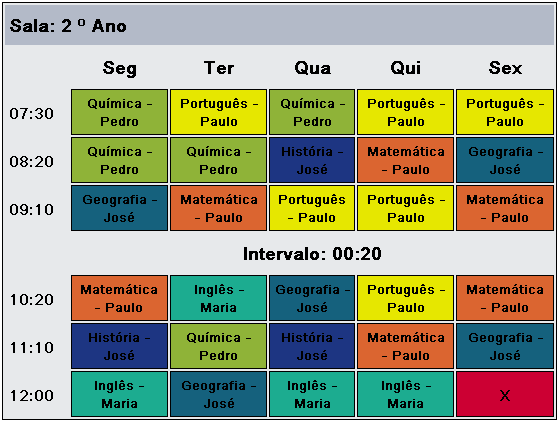 Sala: 2 º Ano
Seg Ter Qua Qui Sex
07:30 Química - Pedro Português - Paulo Química - Pedro Português - Paulo Português - Paulo
08:20 Química - Pedro Química - Pedro História - José Matemática - Paulo Geografia - José
09:10 Geografia - José Matemática - Paulo Português - Paulo Português - Paulo Matemática - Paulo
Intervalo: 00:20
10:20 Matemática - Paulo Inglês - Maria Geografia - José Português - Paulo Matemática - Paulo
11:10 História - José Química - Pedro História - José Matemática - Paulo Geografia - José
12:00 Inglês - Maria Geografia - José Inglês - Maria Inglês - Maria X